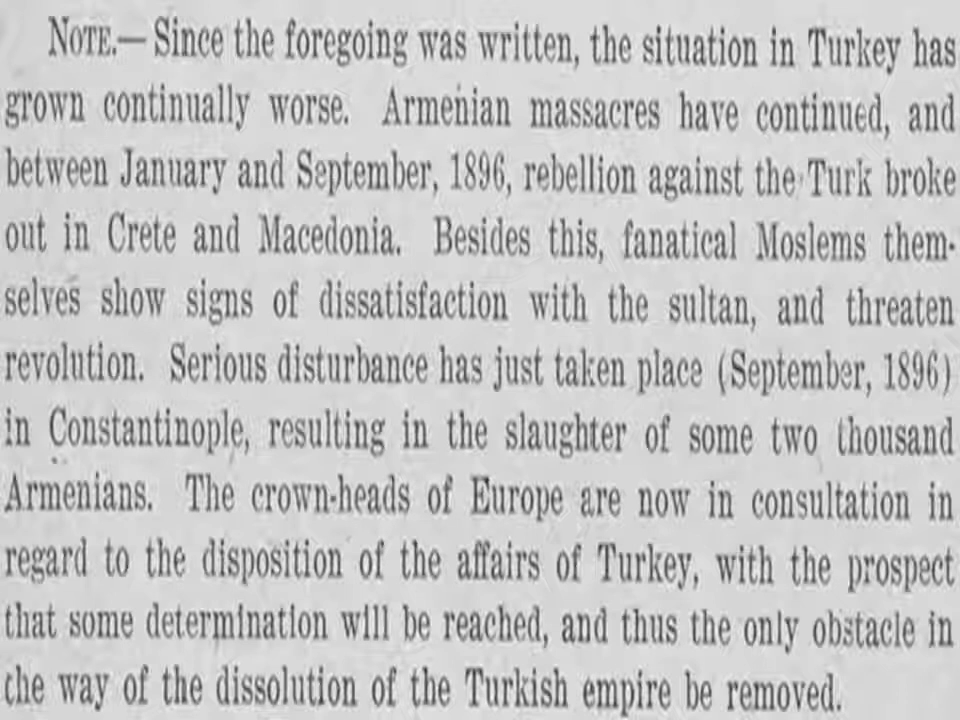 NOTE.—Since the foregoing was written, the situation in Turkey has
grown continually worse. Armenian massacres have continued, and
between January and September, 1896, rebellion against the Turk broke
out in Crete and Macedonia. Besides this, fanatical Moslems them-
selves show signs of dissatisfaction with the sultan, and threaten
revolution. Serious disturbance has just taken place (September, 1896)
in Constantinople, resulting in the slaughter of some two thousand
Armenians. The crown-heads of Europe are now in consultation in
regard to the disposition of the affairs of Turkey, with the prospect
that some determination will be reached, and thus the only obstacle in
the way of the dissolution of the Turkish empire be removed.